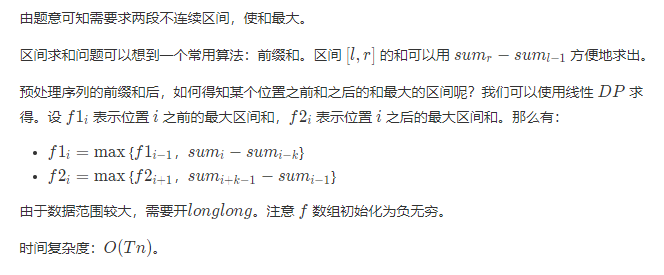 由题意可知需要求两段不连续区间，使和最大。
区间求和问题可以想到一个常用算法：前缀和。区间 [l, r] 的和可以用 sum_r − sum_{l−1} 方便地求出。
预处理序列的前缀和后，如何得知某个位置之前和之后的和最大的区间呢？我们可以使用线性 DP 求
得。设 f1_i 表示位置 i 之前的最大区间和，f2_i 表示位置 i 之后的最大区间和。那么有：
• f1_i = max {f1_{i−1}，sum_i − sum_{i−k}}
• f2_i = max {f2_{i+1}，sum_{i+k−1} − sum_{i−1}}
由于数据范围较大，需要开longlong。注意 f 数组初始化为负无穷。
时间复杂度：O(Tn)。